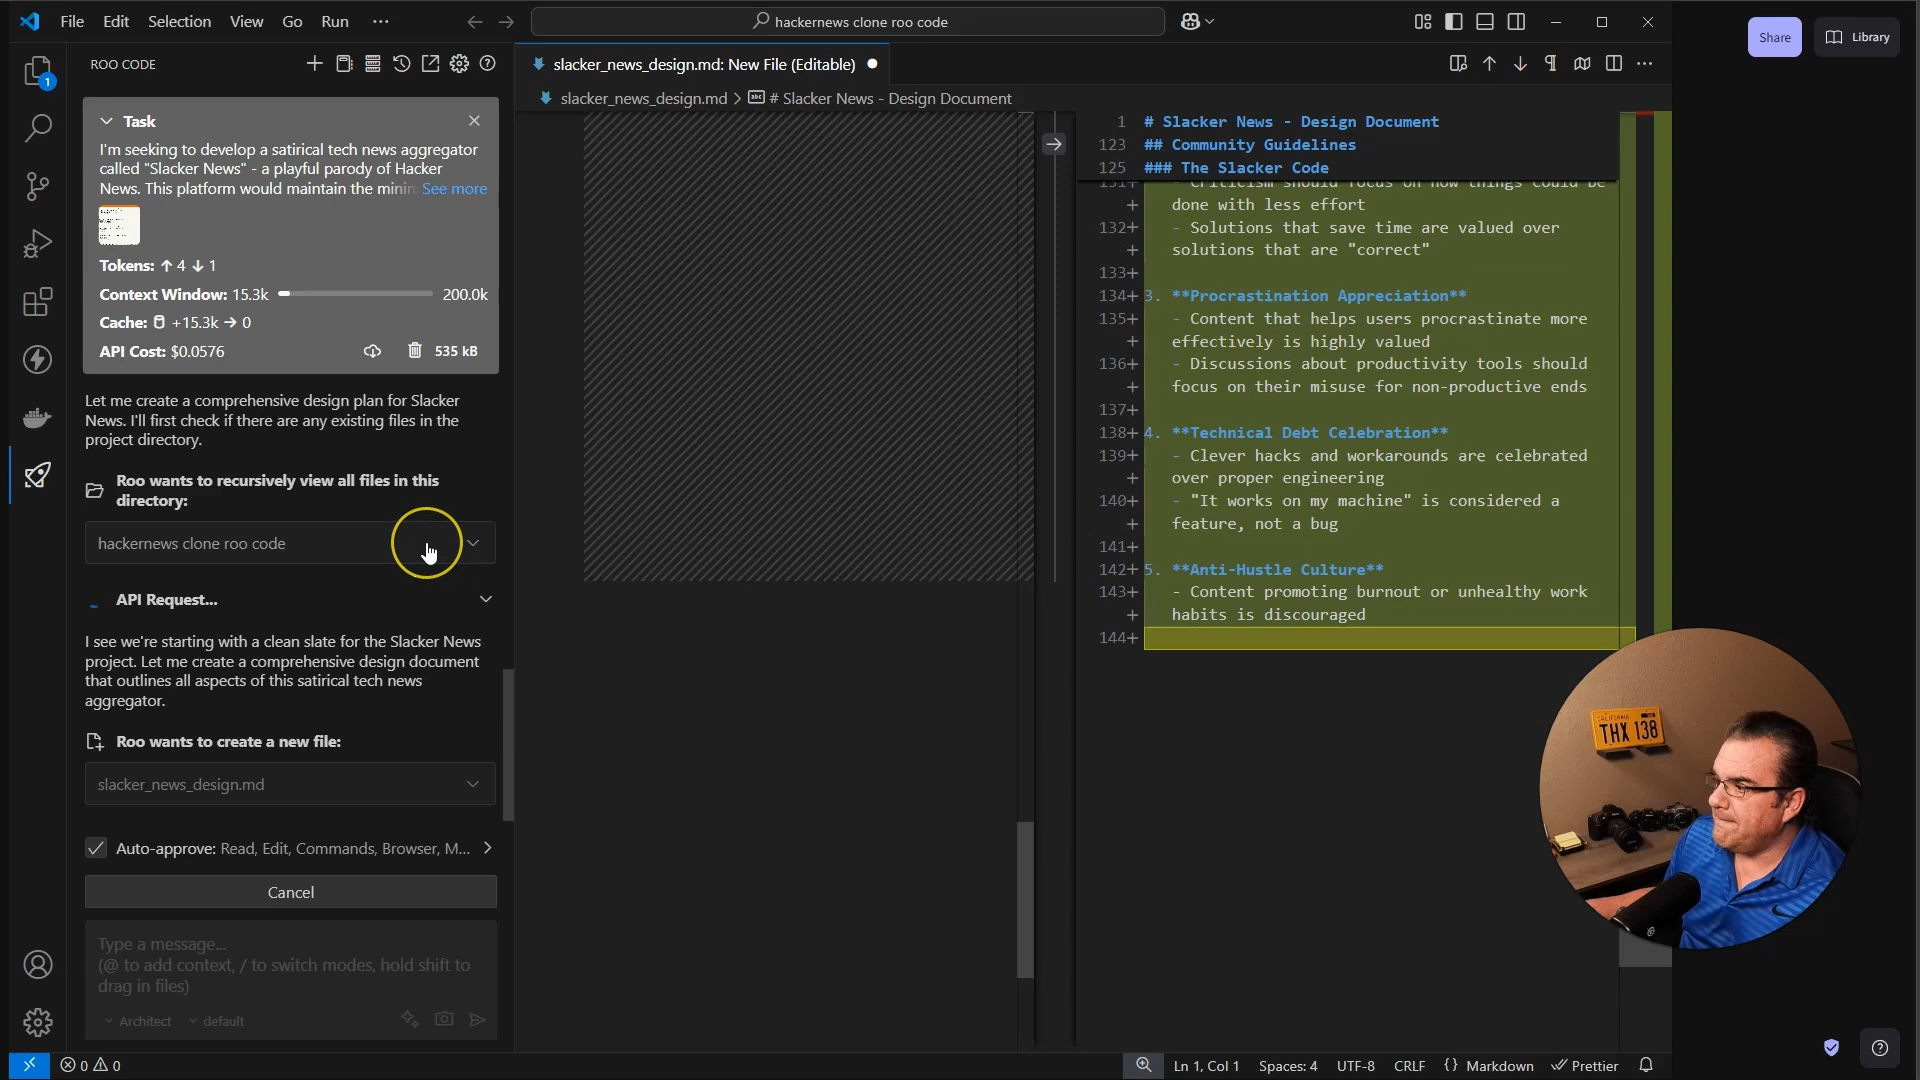 File Edit Selection View Go Run ···
hackernews clone roo code
Share
Library
1
ROO CODE
slacker_news_design.md: New File (Editable)
slacker_news_design.md > # Slacker News - Design Document
Task
I'm seeking to develop a satirical tech news aggregator
called "Slacker News" - a playful parody of Hacker
News. This platform would maintain the minin See more
Tokens: ↑ 4 ↓ 1
Context Window: 15.3k 200.0k
Cache: +15.3k → 0
API Cost: $0.0576 535 kB
Let me create a comprehensive design plan for Slacker
News. I'll first check if there are any existing files in the
project directory.
Roo wants to recursively view all files in this
directory:
hackernews clone roo code
API Request...
I see we're starting with a clean slate for the Slacker News
project. Let me create a comprehensive design document
that outlines all aspects of this satirical tech news
aggregator.
Roo wants to create a new file:
slacker_news_design.md
Auto-approve: Read, Edit, Commands, Browser, M... >
Cancel
Type a message...
(@ to add context, / to switch modes, hold shift to
drag in files)
Architect default
1 # Slacker News - Design Document
123 ## Community Guidelines
125 ### The Slacker Code
131+ - Criticism should focus on how things could be
+ done with less effort
132+ - Solutions that save time are valued over
+ solutions that are "correct"
133+
134+ 3. **Procrastination Appreciation**
135+ - Content that helps users procrastinate more
+ effectively is highly valued
136+ - Discussions about productivity tools should
+ focus on their misuse for non-productive ends
137+
138+ 4. **Technical Debt Celebration**
139+ - Clever hacks and workarounds are celebrated
+ over proper engineering
140+ - "It works on my machine" is considered a
+ feature, not a bug
141+
142+ 5. **Anti-Hustle Culture**
143+ - Content promoting burnout or unhealthy work
+ habits is discouraged
144+
CALIFORNIA
THX 138
0 0
Ln 1, Col 1 Spaces: 4 UTF-8 CRLF {} Markdown Prettier